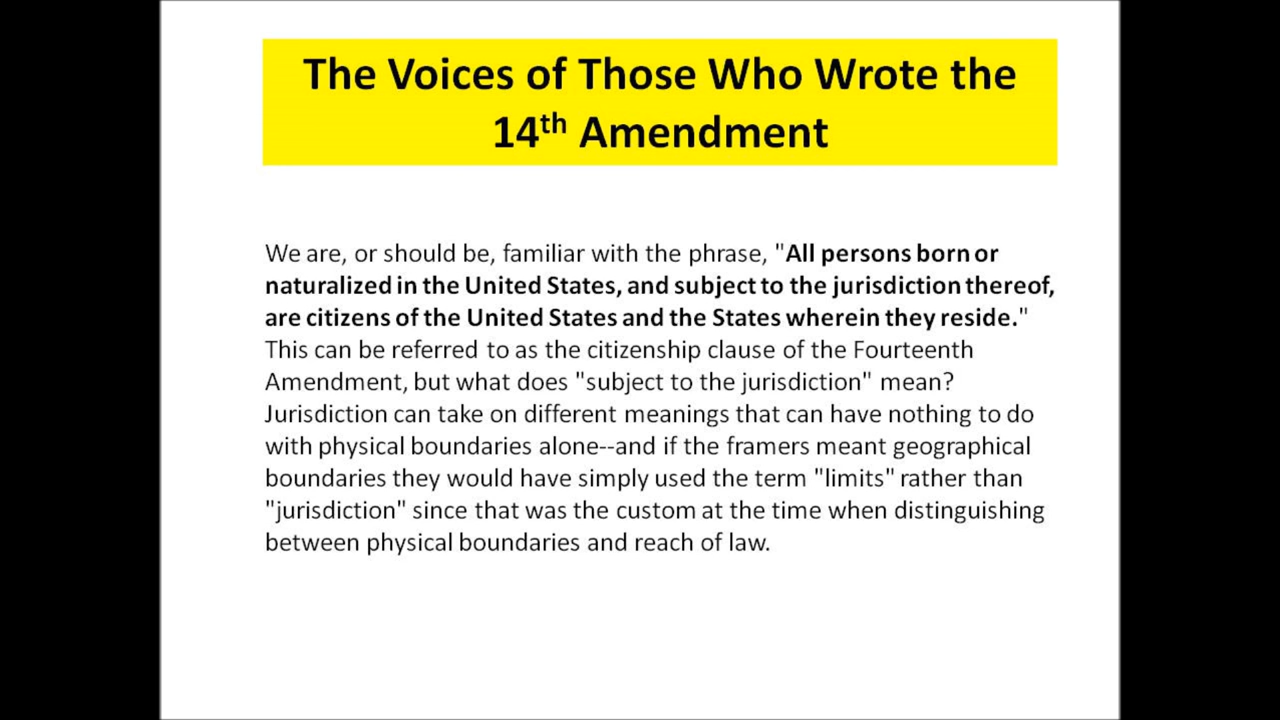 The Voices of Those Who Wrote the
14th Amendment
We are, or should be, familiar with the phrase, "All persons born or
naturalized in the United States, and subject to the jurisdiction thereof,
are citizens of the United States and the States wherein they reside."
This can be referred to as the citizenship clause of the Fourteenth
Amendment, but what does "subject to the jurisdiction" mean?
Jurisdiction can take on different meanings that can have nothing to do
with physical boundaries alone--and if the framers meant geographical
boundaries they would have simply used the term "limits" rather than
"jurisdiction" since that was the custom at the time when distinguishing
between physical boundaries and reach of law.